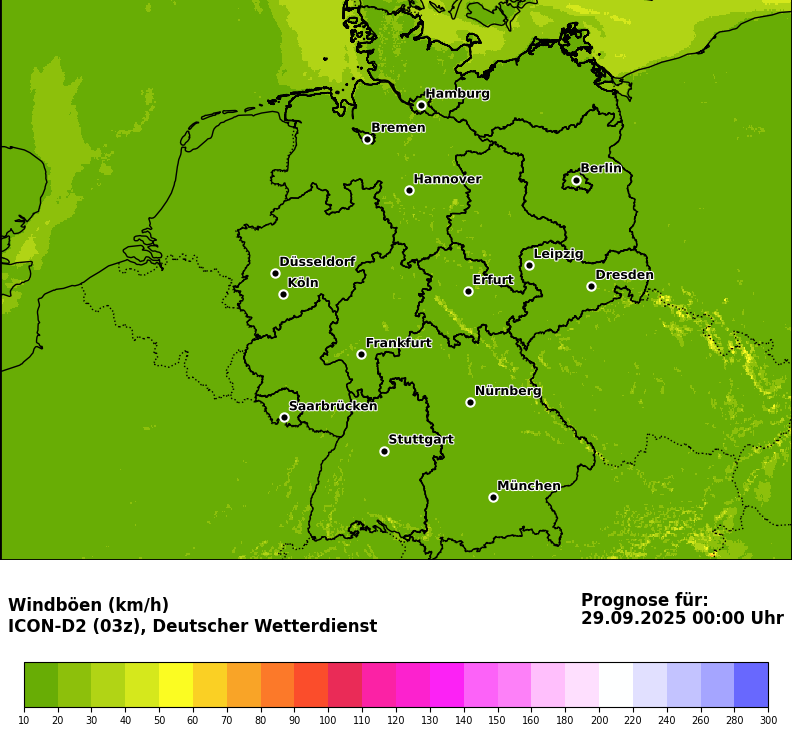 Hamburg
Bremen
Berlin
Hannover
Leipzig
Düsseldorf
Dresden
Köln
Erfurt
Frankfurt
Nürnberg
Saarbrücken
Stuttgart
München
Windböen (km/h)
ICON-D2 (03z), Deutscher Wetterdienst
Prognose für:
29.09.2025 00:00 Uhr
10 20 30 40 50 60 70 80 90 100 110 120 130 140 150 160 180 200 220 240 260 280 300